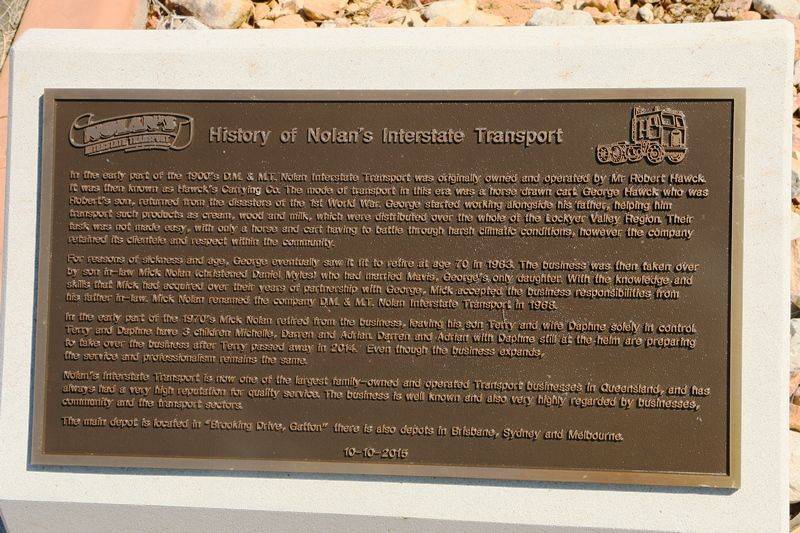 NOLAN'S
INTERSTATE TRANSPORT
History of Nolan's Interstate Transport
In the early part of the 1900's D.M. & M.T. Nolan Interstate Transport was originally owned and operated by Mr Robert Hawck.
It was then known as Hawck's Carrying Co. The mode of transport in this era was a horse drawn cart. George Hawck who was
Robert's son, returned from the disasters of the 1st World War. George started working alongside his father, helping him
transport such products as cream, wood and milk, which were distributed over the whole of the Lockyer Valley Region. Their
task was not made easy, with only a horse and cart having to battle through harsh climatic conditions, however the company
retained its clientele and respect within the community.
For reasons of sickness and age, George eventually saw it fit to retire at age 70 in 1963. The business was then taken over
by son in-law Mick Nolan (christened Daniel Myles) who had married Mavis, George's only daughter. With the knowledge and
skills that Mick had acquired over their years of partnership with George, Mick accepted the business responsibilities from
his father in-law. Mick Nolan renamed the company D.M. & M.T. Nolan Interstate Transport in 1968.
In the early part of the 1970's Mick Nolan retired from the business, leaving his son Terry and wife Daphne solely in control.
Terry and Daphne have 3 children Michelle, Darren and Adrian. Darren and Adrian with Daphne still at the helm are preparing
to take over the business after Terry passed away in 2014. Even though the business expands,
the service and professionalism remains the same.
Nolan's Interstate Transport is now one of the largest family-owned and operated Transport businesses in Queensland, and has
always had a very high reputation for quality service. The business is well known and also very highly regarded by businesses,
community and the transport sectors.
The main depot is located in "Brooking Drive, Gatton" there is also depots in Brisbane, Sydney and Melbourne.
10-10-2015